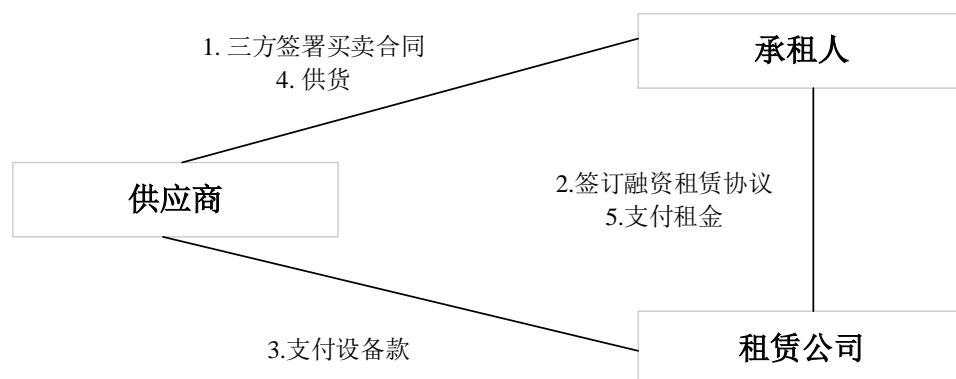 1. 三方签署买卖合同
4. 供货
承租人
供应商
2.签订融资租赁协议
5.支付租金
3.支付设备款
租赁公司